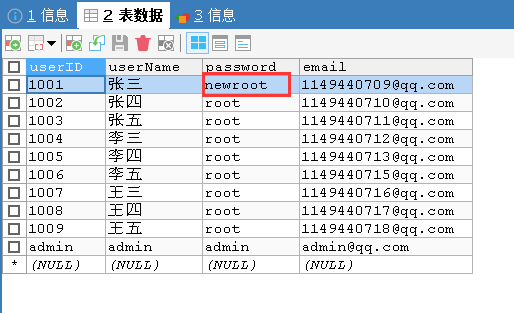 1 信息 2 表数据 3 信息
userID userName password email
1001 张三 newroot 1149440709@qq.com
1002 张四 root 1149440710@qq.com
1003 张五 root 1149440711@qq.com
1004 李三 root 1149440712@qq.com
1005 李四 root 1149440713@qq.com
1006 李五 root 1149440715@qq.com
1007 王三 root 1149440716@qq.com
1008 王四 root 1149440717@qq.com
1009 王五 root 1149440718@qq.com
admin admin admin admin@qq.com
* (NULL) (NULL) (NULL) (NULL)